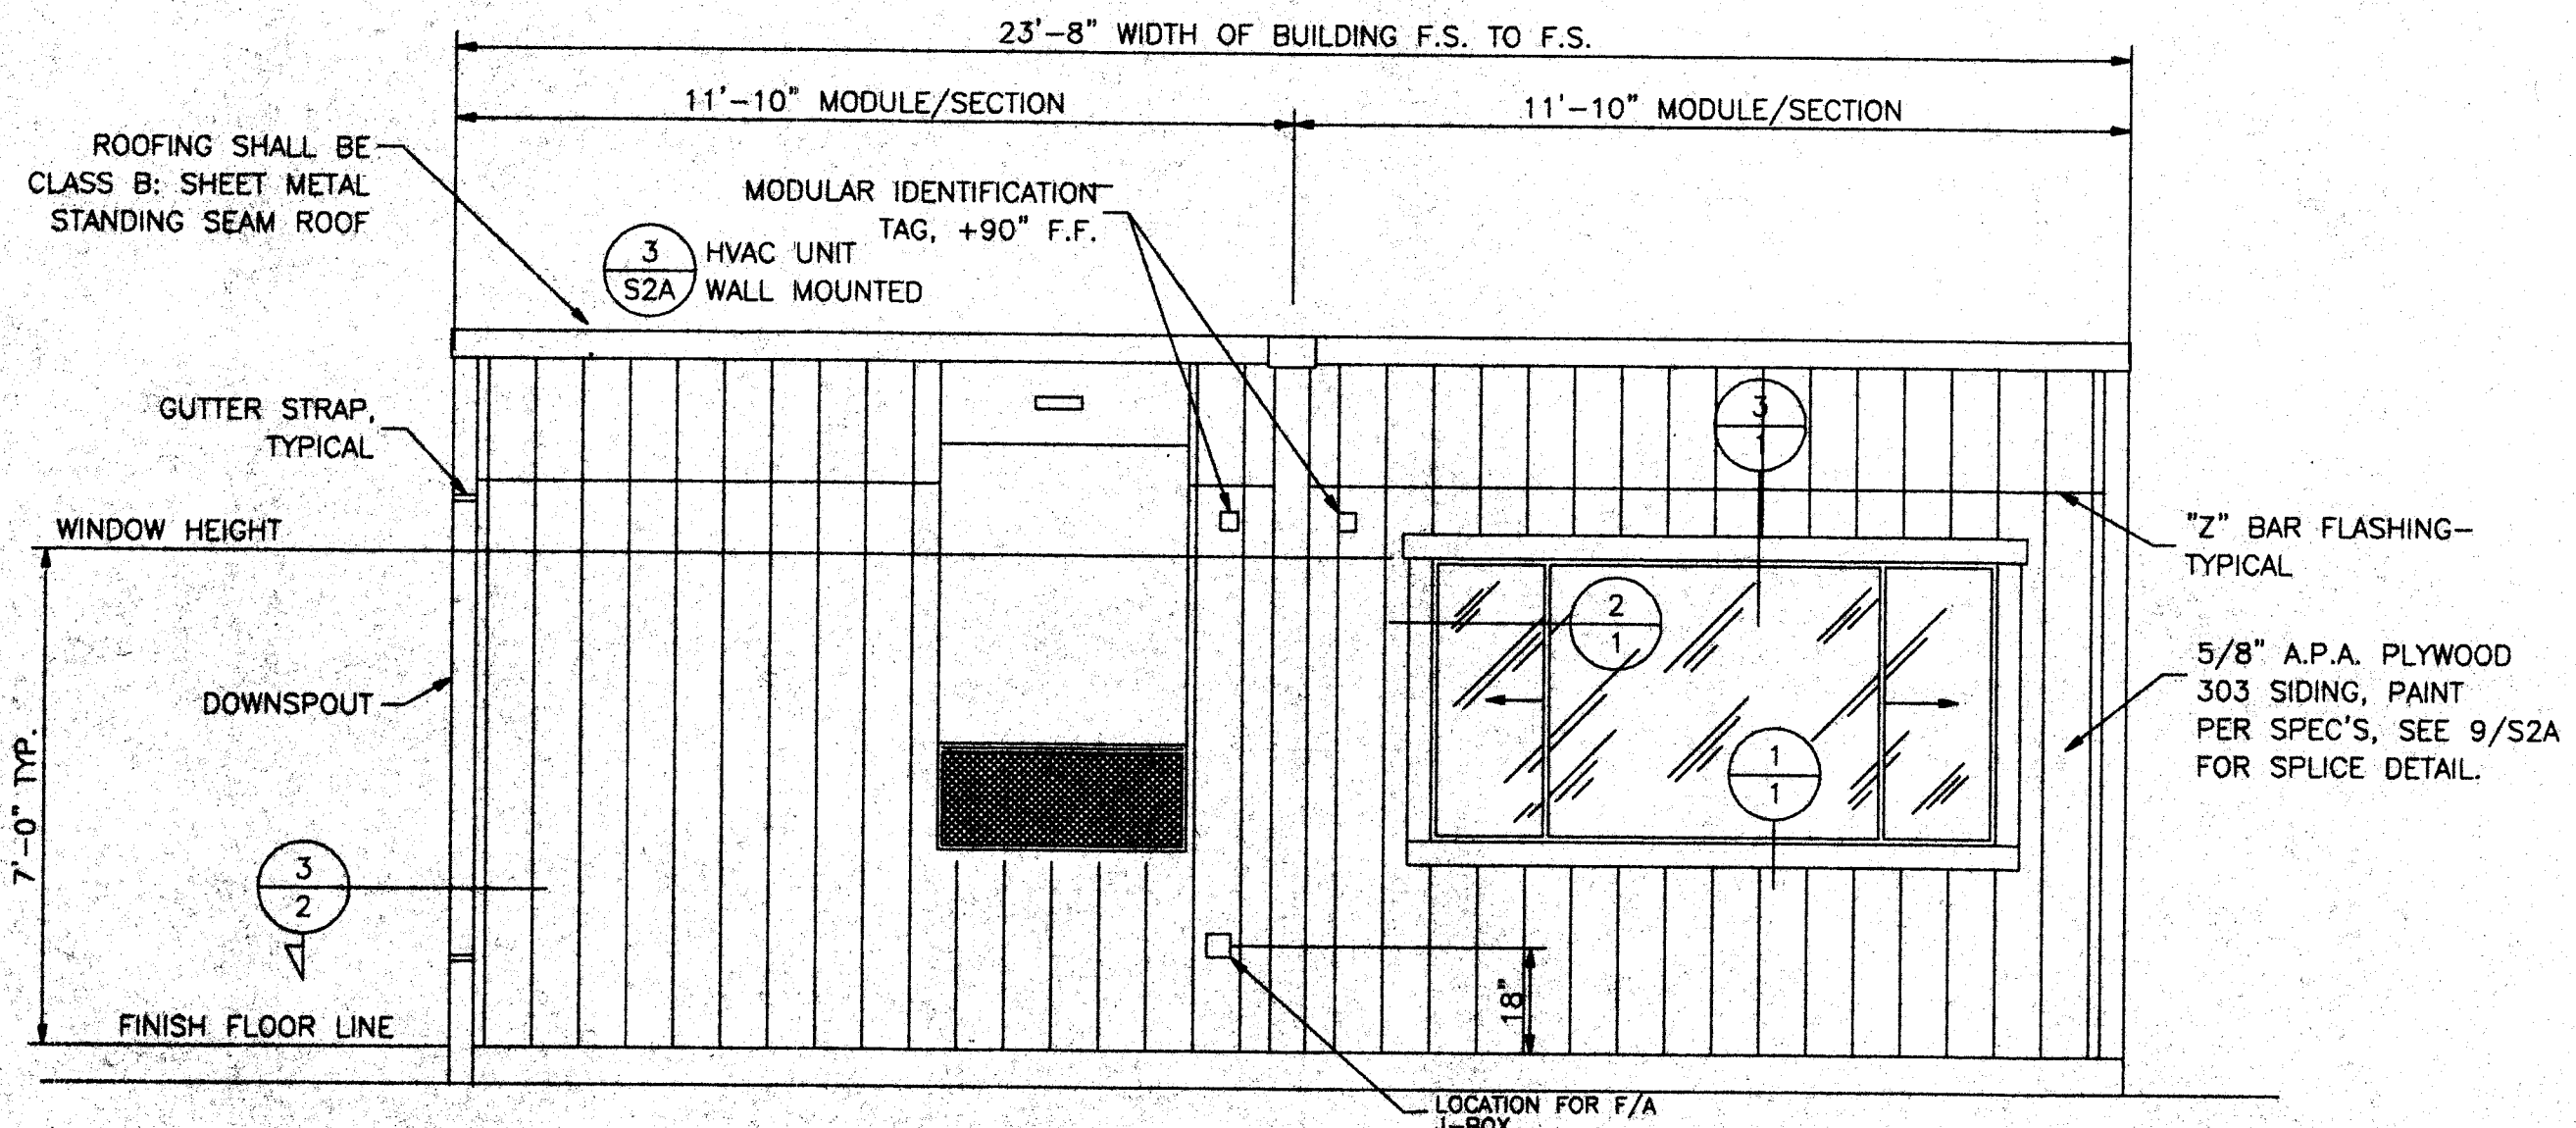 23'-8" WIDTH OF BUILDING F.S. TO F.S.
11'-10" MODULE/SECTION
11'-10" MODULE/SECTION
ROOFING SHALL BE
CLASS B: SHEET METAL
STANDING SEAM ROOF
MODULAR IDENTIFICATION
TAG, +90" F.F.
3
S2A
HVAC UNIT
WALL MOUNTED
GUTTER STRAP,
TYPICAL
3
1
WINDOW HEIGHT
"Z" BAR FLASHING-
TYPICAL
2
1
5/8" A.P.A. PLYWOOD
303 SIDING, PAINT
PER SPEC'S, SEE 9/S2A
FOR SPLICE DETAIL.
DOWNSPOUT
7'-0" TYP.
1
1
3
2
18"
FINISH FLOOR LINE
LOCATION FOR F/A
J-BOX